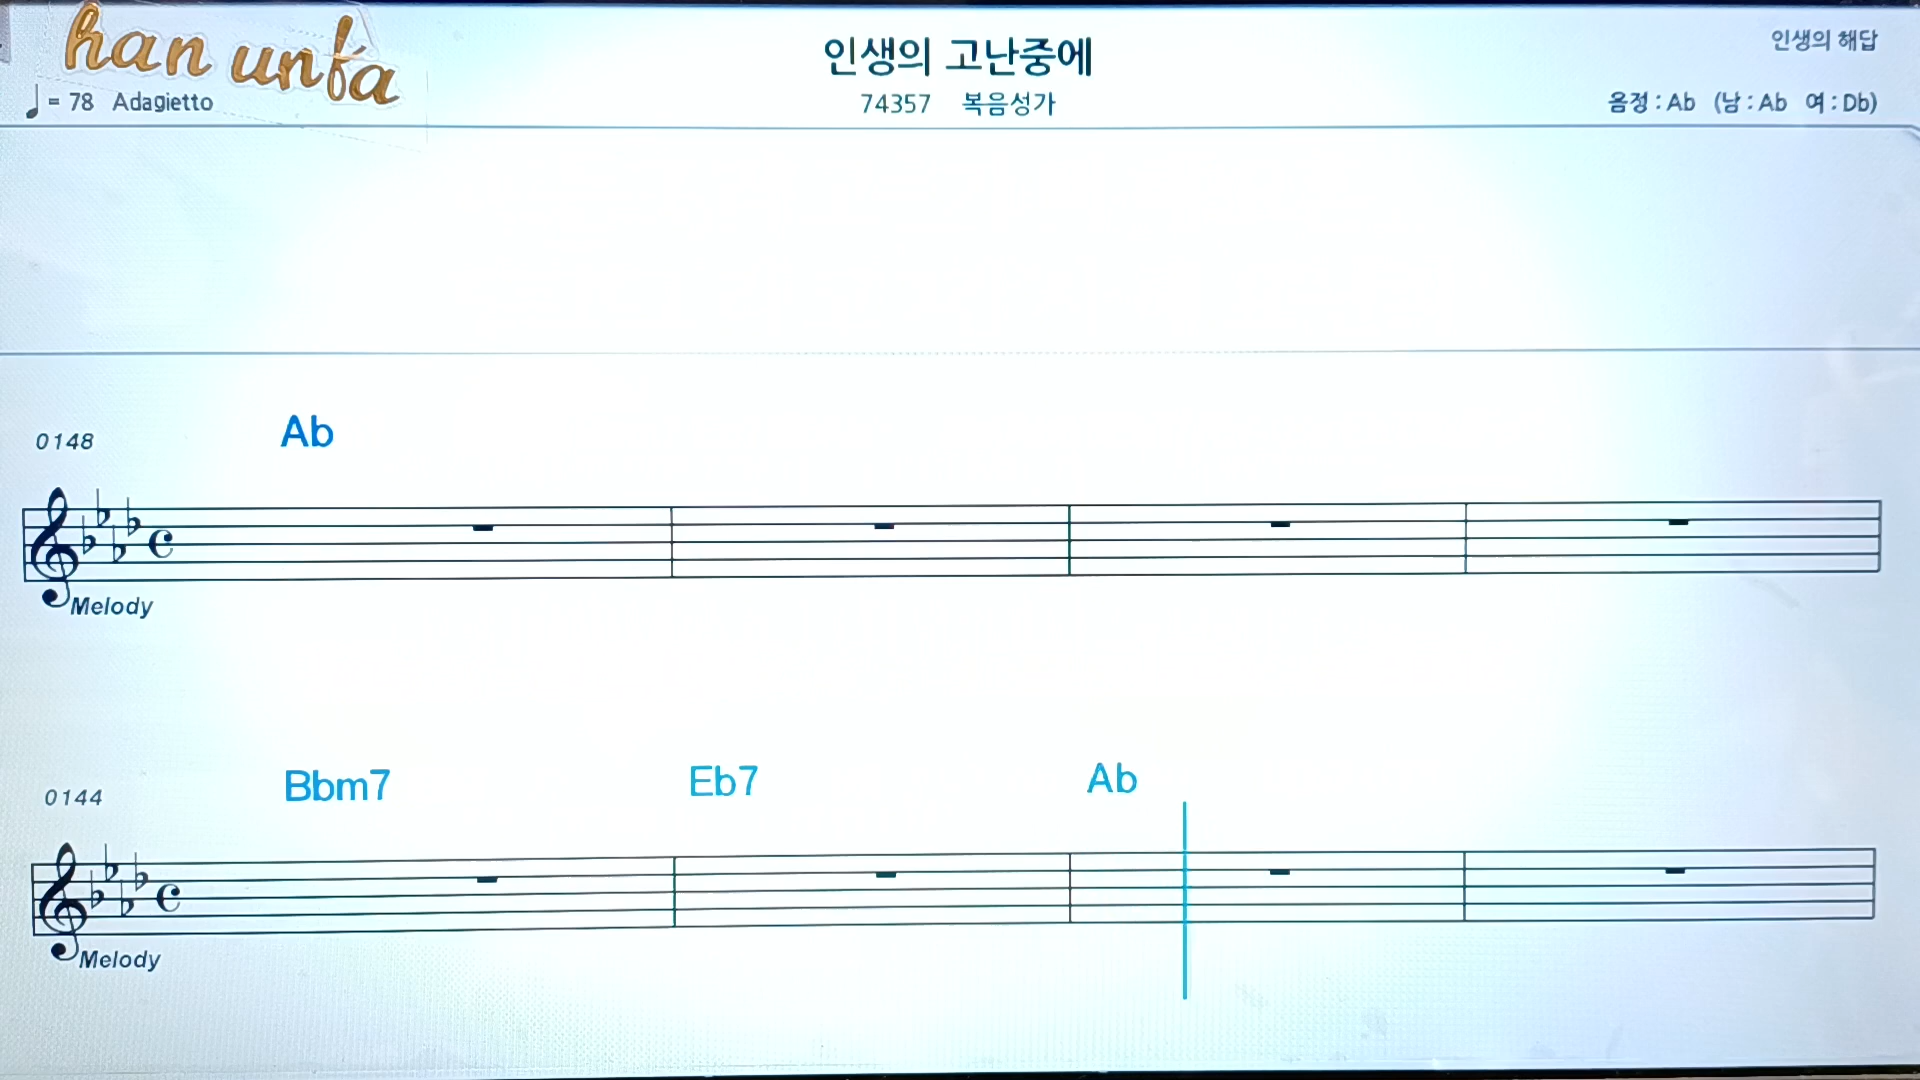 han unfa
인생의 고난중에
인생의 해답
♩= 78 Adagietto
74357 복음성가
음정 : Ab (남 : Ab 여 : Db)
0148
Ab
Melody
0144
Bbm7 Eb7 Ab
Melody